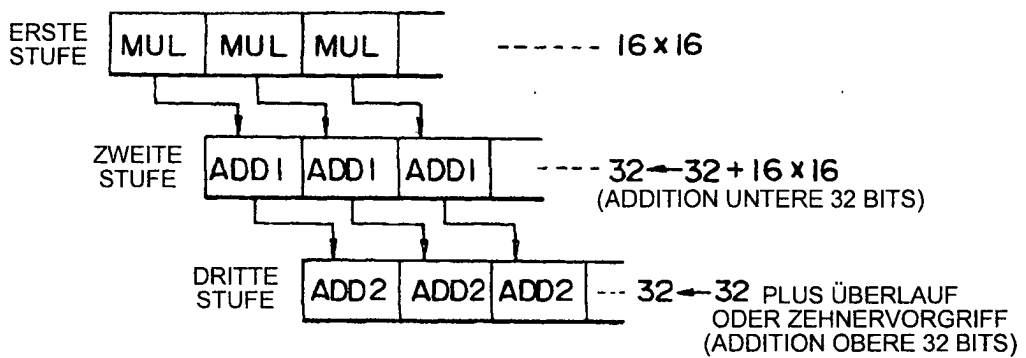 ERSTE
STUFE
MUL MUL MUL ------ 16 x 16
ZWEITE
STUFE
ADD1 ADD1 ADD1 ---- 32←32 + 16 x 16
(ADDITION UNTERE 32 BITS)
DRITTE
STUFE
ADD2 ADD2 ADD2 --- 32←32 PLUS ÜBERLAUF
ODER ZEHNERVORGRIFF
(ADDITION OBERE 32 BITS)